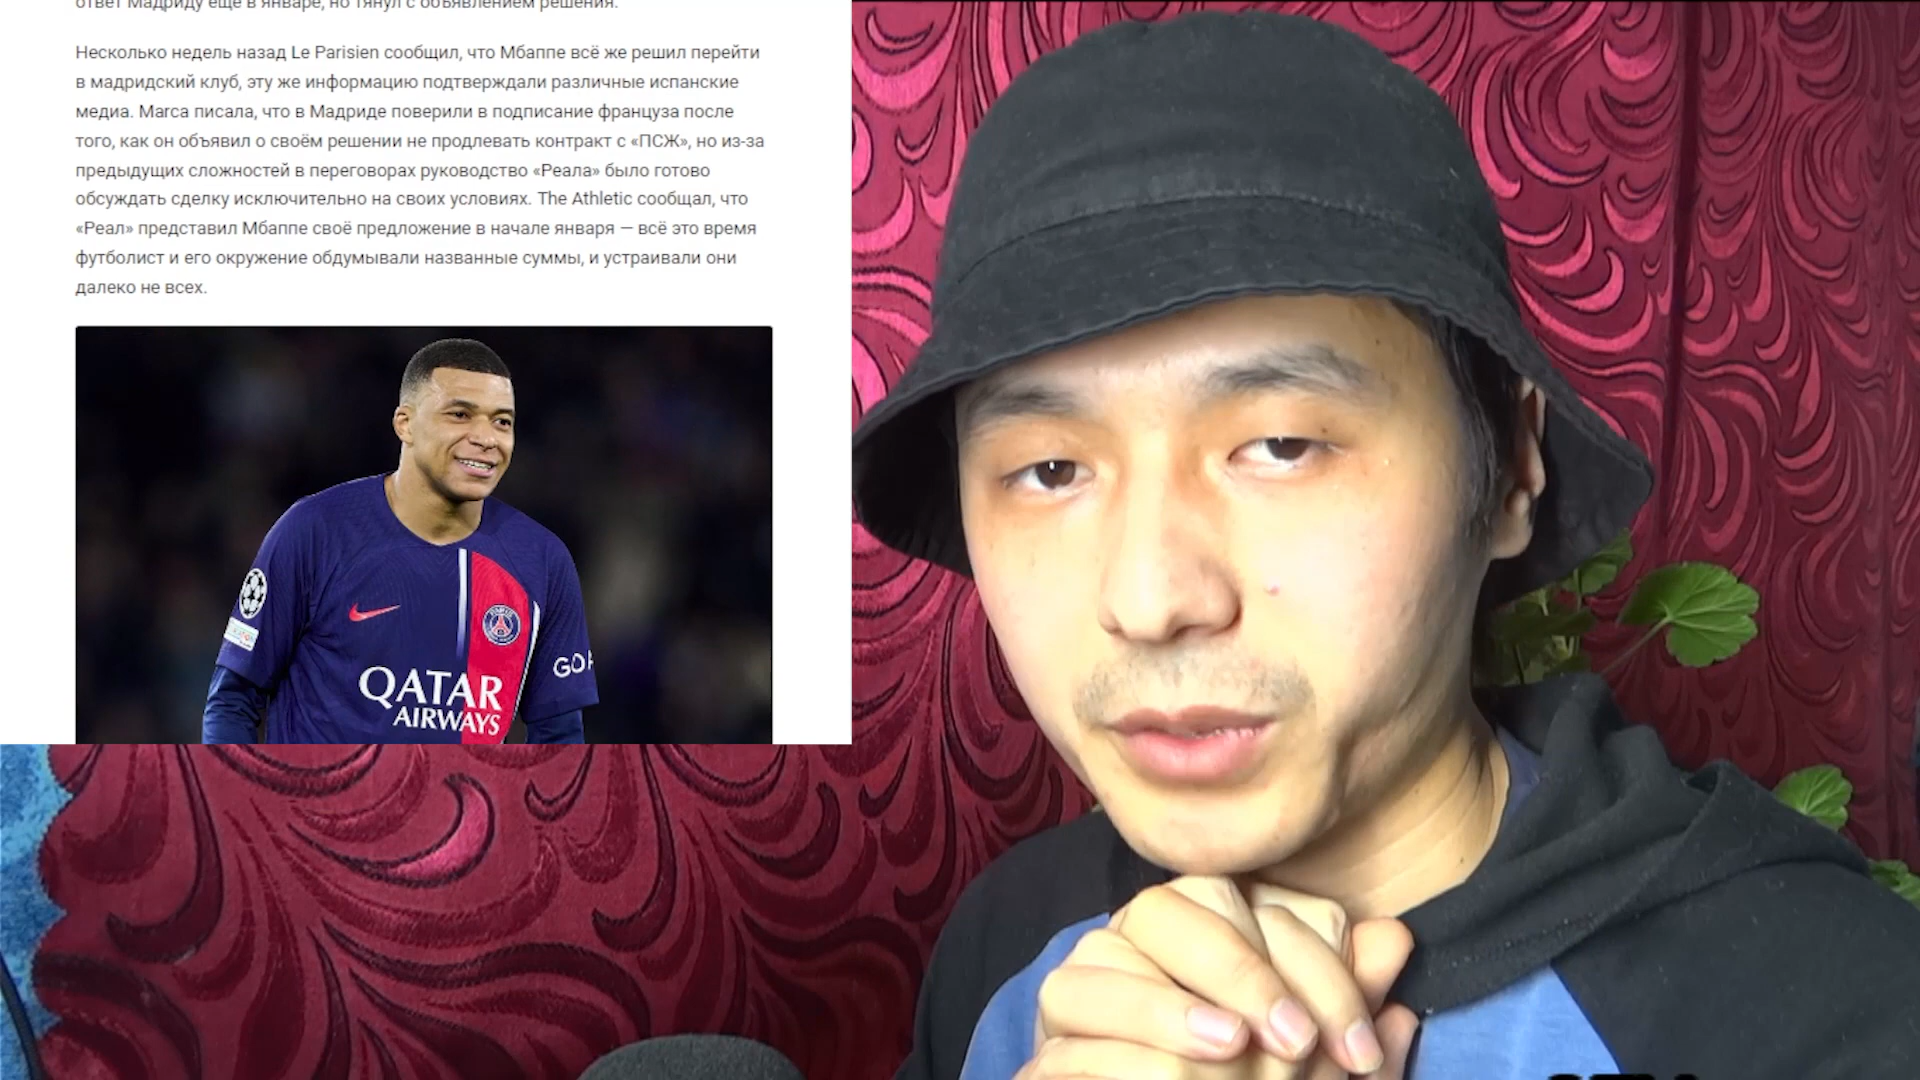 ответ Мадриду ещё в январе, но тянул с объявлением решения.
Несколько недель назад Le Parisien сообщил, что Мбаппе всё же решил перейти
в мадридский клуб, эту же информацию подтверждали различные испанские
медиа. Marca писала, что в Мадриде поверили в подписание француза после
того, как он объявил о своём решении не продлевать контракт с «ПСЖ», но из-за
предыдущих сложностей в переговорах руководство «Реала» было готово
обсуждать сделку исключительно на своих условиях. The Athletic сообщал, что
«Реал» представил Мбаппе своё предложение в начале января — всё это время
футболист и его окружение обдумывали названные суммы, и устраивали они
далеко не всех.
GOA
QATAR
AIRWAYS